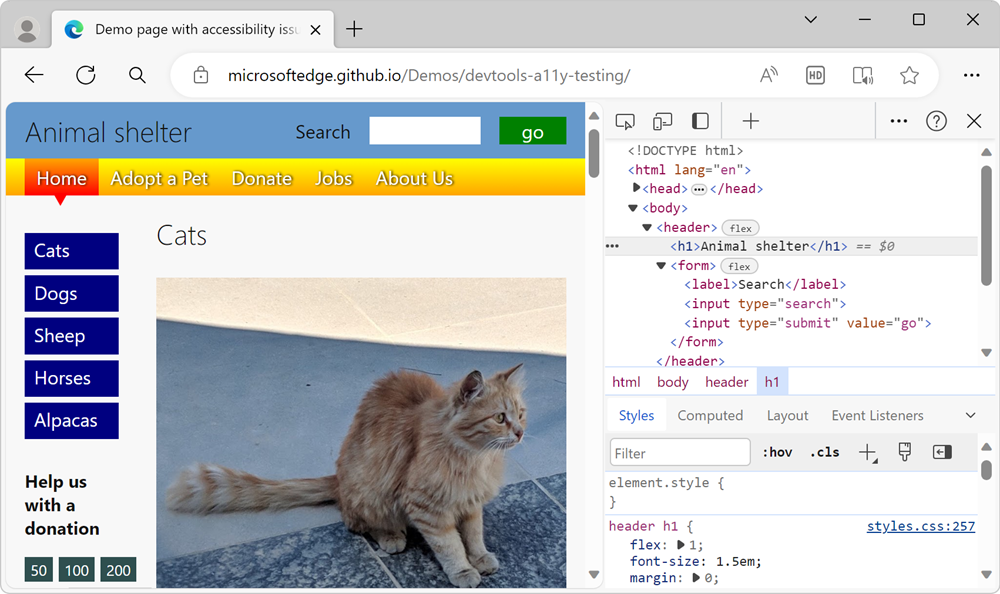 Demo page with accessibility issu
microsoftedge.github.io/Demos/devtools-a11y-testing/
HD
Animal shelter
Search
go
Home Adopt a Pet Donate Jobs About Us
Cats
Dogs
Sheep
Horses
Alpacas
Help us
with a
donation
50 100 200
Cats
<!DOCTYPE html>
<html lang="en">
<head> ⋯ </head>
<body>
<header> flex
<h1>Animal shelter</h1> == $0
<form> flex
<label>Search</label>
<input type="search">
<input type="submit" value="go">
</form>
</header>
html body header h1
Styles Computed Layout Event Listeners
Filter :hov .cls
element.style {
}
header h1 { styles.css:257
flex: 1;
font-size: 1.5em;
margin: 0;